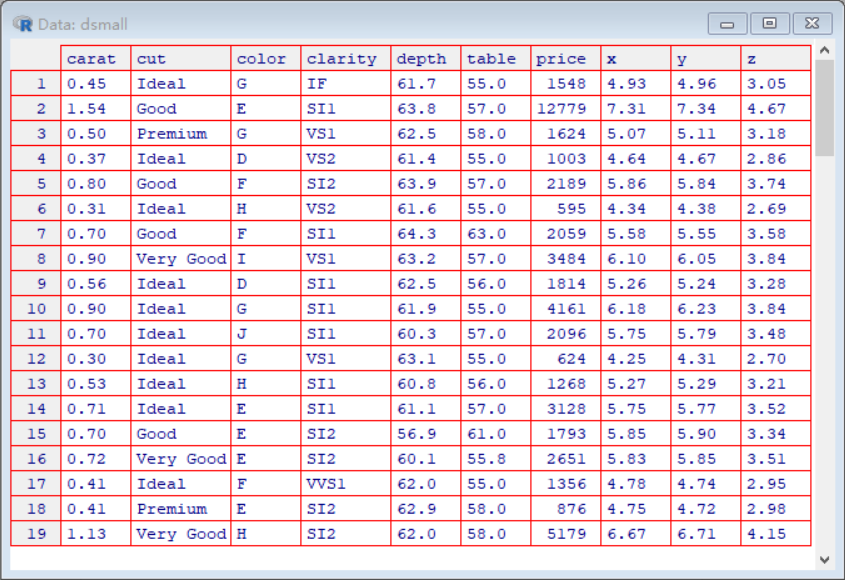 Data: dsmall
carat cut color clarity depth table price x y z
1 0.45 Ideal G IF 61.7 55.0 1548 4.93 4.96 3.05
2 1.54 Good E SI1 63.8 57.0 12779 7.31 7.34 4.67
3 0.50 Premium G VS1 62.5 58.0 1624 5.07 5.11 3.18
4 0.37 Ideal D VS2 61.4 55.0 1003 4.64 4.67 2.86
5 0.80 Good F SI2 63.9 57.0 2189 5.86 5.84 3.74
6 0.31 Ideal H VS2 61.6 55.0 595 4.34 4.38 2.69
7 0.70 Good F SI1 64.3 63.0 2059 5.58 5.55 3.58
8 0.90 Very Good I VS1 63.2 57.0 3484 6.10 6.05 3.84
9 0.56 Ideal D SI1 62.5 56.0 1814 5.26 5.24 3.28
10 0.90 Ideal G SI1 61.9 55.0 4161 6.18 6.23 3.84
11 0.70 Ideal J SI1 60.3 57.0 2096 5.75 5.79 3.48
12 0.30 Ideal G VS1 63.1 55.0 624 4.25 4.31 2.70
13 0.53 Ideal H SI1 60.8 56.0 1268 5.27 5.29 3.21
14 0.71 Ideal E SI1 61.1 57.0 3128 5.75 5.77 3.52
15 0.70 Good E SI2 56.9 61.0 1793 5.85 5.90 3.34
16 0.72 Very Good E SI2 60.1 55.8 2651 5.83 5.85 3.51
17 0.41 Ideal F VVS1 62.0 55.0 1356 4.78 4.74 2.95
18 0.41 Premium E SI2 62.9 58.0 876 4.75 4.72 2.98
19 1.13 Very Good H SI2 62.0 58.0 5179 6.67 6.71 4.15